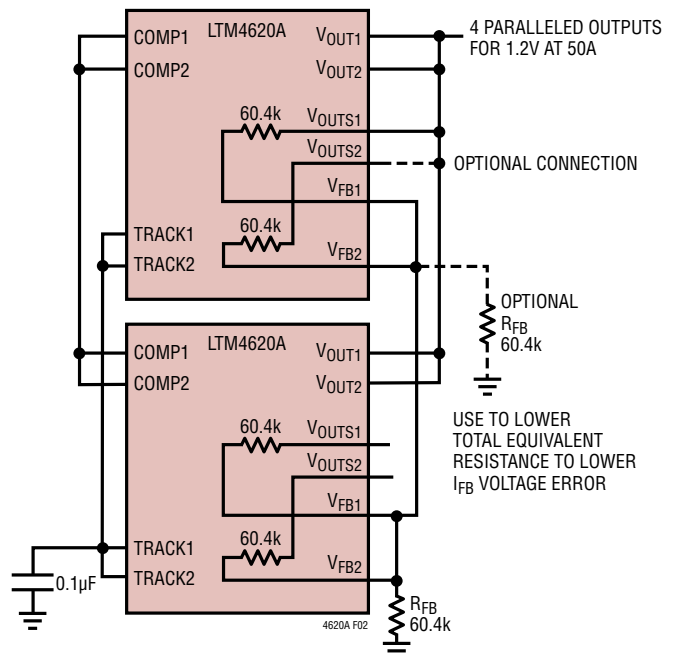 LTM4620A
COMP1
COMP2
VOUT1
VOUT2
4 PARALLELED OUTPUTS
FOR 1.2V AT 50A
60.4k
VOUTS1
VOUTS2
OPTIONAL CONNECTION
VFB1
60.4k
TRACK1
TRACK2
VFB2
OPTIONAL
RFB
60.4k
LTM4620A
COMP1
COMP2
VOUT1
VOUT2
USE TO LOWER
TOTAL EQUIVALENT
RESISTANCE TO LOWER
IFB VOLTAGE ERROR
60.4k
VOUTS1
VOUTS2
VFB1
60.4k
TRACK1
TRACK2
VFB2
0.1µF
RFB
60.4k
4620A F02